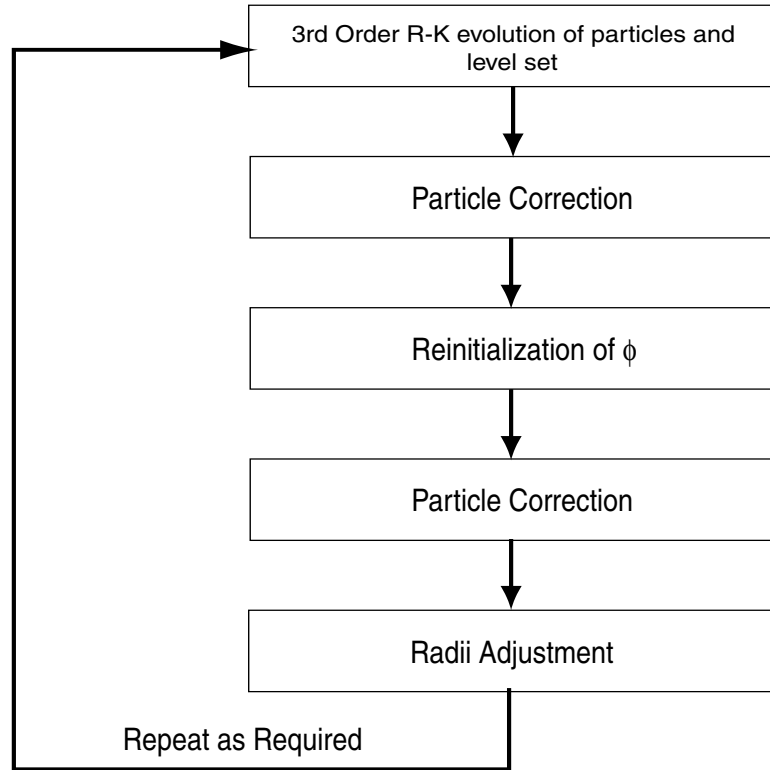 3rd Order R-K evolution of particles and
level set
Particle Correction
Reinitialization of ϕ
Particle Correction
Radii Adjustment
Repeat as Required